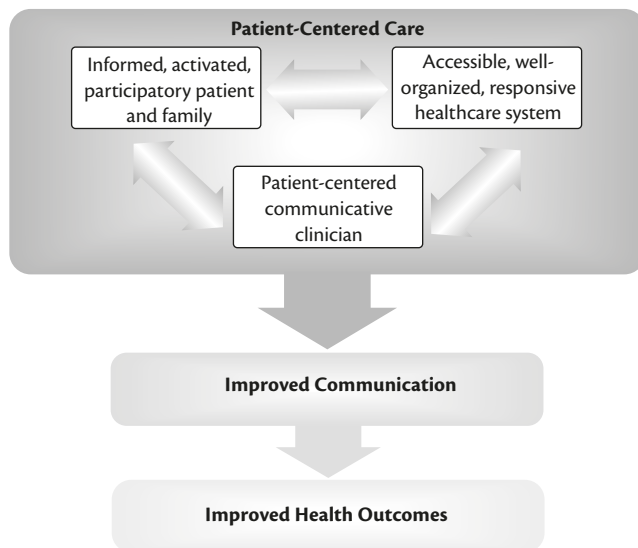 Patient-Centered Care
Informed, activated,
participatory patient
and family
Accessible, well-
organized, responsive
healthcare system
Patient-centered
communicative
clinician
Improved Communication
Improved Health Outcomes